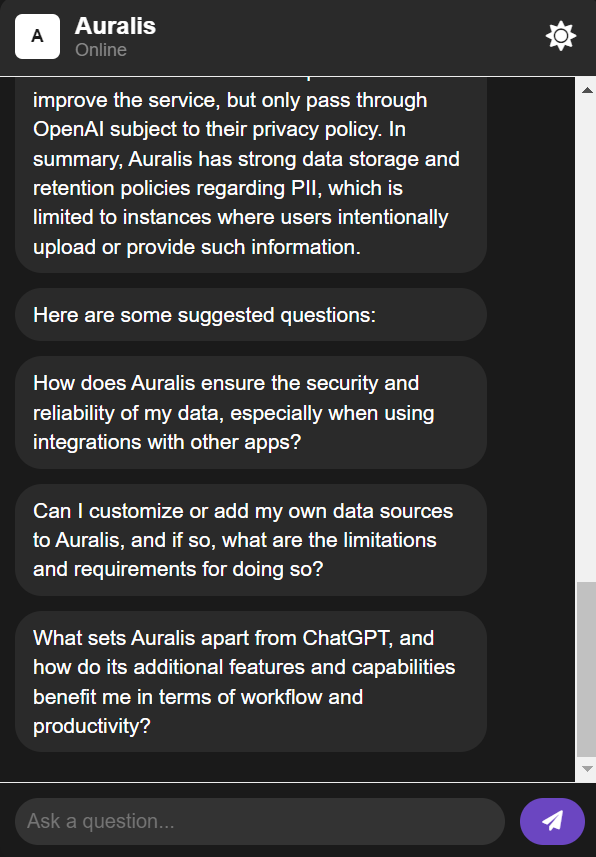 A
Auralis
Online
improve the service, but only pass through
OpenAI subject to their privacy policy. In
summary, Auralis has strong data storage and
retention policies regarding PII, which is
limited to instances where users intentionally
upload or provide such information.
Here are some suggested questions:
How does Auralis ensure the security and
reliability of my data, especially when using
integrations with other apps?
Can I customize or add my own data sources
to Auralis, and if so, what are the limitations
and requirements for doing so?
What sets Auralis apart from ChatGPT, and
how do its additional features and capabilities
benefit me in terms of workflow and
productivity?
Ask a question...